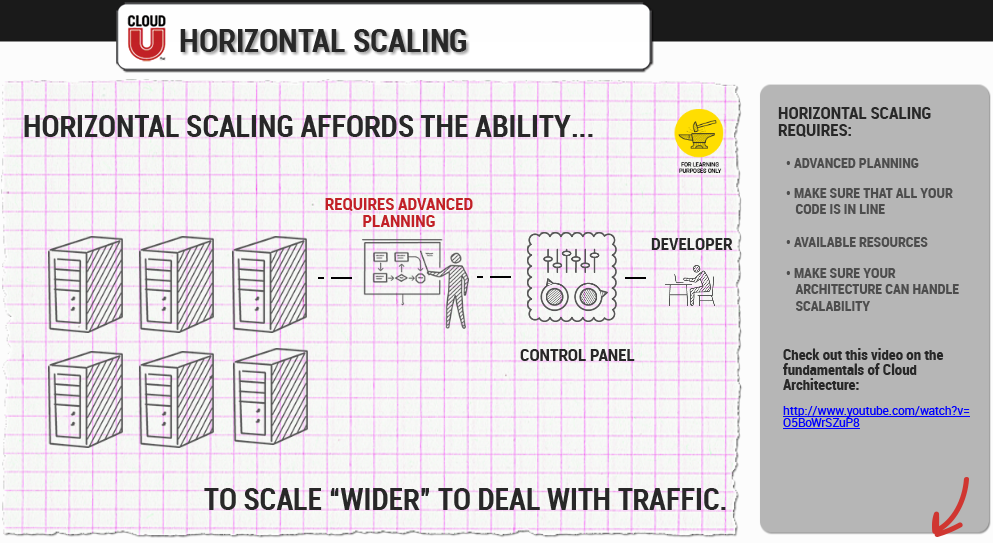 CLOUD
U
HORIZONTAL SCALING
HORIZONTAL SCALING AFFORDS THE ABILITY...
FOR LEARNING
PURPOSES ONLY
REQUIRES ADVANCED
PLANNING
DEVELOPER
CONTROL PANEL
TO SCALE “WIDER” TO DEAL WITH TRAFFIC.
HORIZONTAL SCALING
REQUIRES:
• ADVANCED PLANNING
• MAKE SURE THAT ALL YOUR
CODE IS IN LINE
• AVAILABLE RESOURCES
• MAKE SURE YOUR
ARCHITECTURE CAN HANDLE
SCALABILITY
Check out this video on the
fundamentals of Cloud
Architecture:
http://www.youtube.com/watch?v=
O5BoWrSZuP8